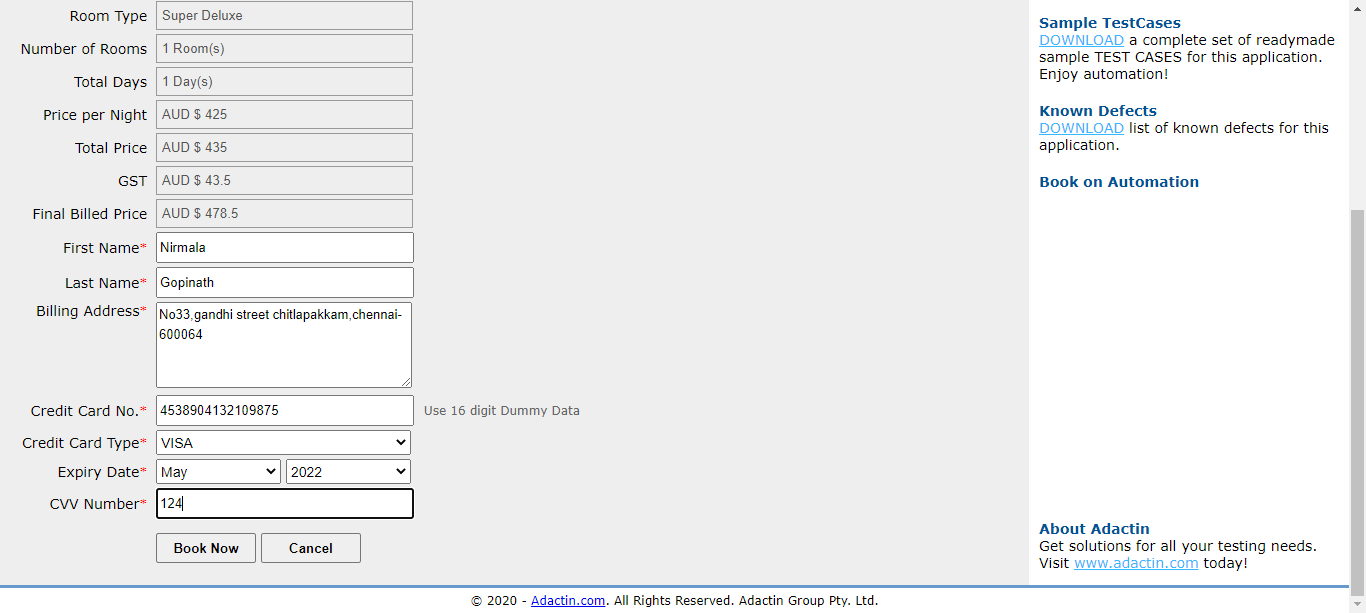 Room Type Super Deluxe
Number of Rooms 1 Room(s)
Total Days 1 Day(s)
Price per Night AUD $ 425
Total Price AUD $ 435
GST AUD $ 43.5
Final Billed Price AUD $ 478.5
First Name* Nirmala
Last Name* Gopinath
Billing Address* No33,gandhi street chitlapakkam,chennai-
600064
Credit Card No.* 4538904132109875 Use 16 digit Dummy Data
Credit Card Type* VISA
Expiry Date* May 2022
CVV Number* 124
Book Now Cancel
Sample TestCases
DOWNLOAD a complete set of readymade
sample TEST CASES for this application.
Enjoy automation!
Known Defects
DOWNLOAD list of known defects for this
application.
Book on Automation
About Adactin
Get solutions for all your testing needs.
Visit www.adactin.com today!
© 2020 - Adactin.com. All Rights Reserved. Adactin Group Pty. Ltd.